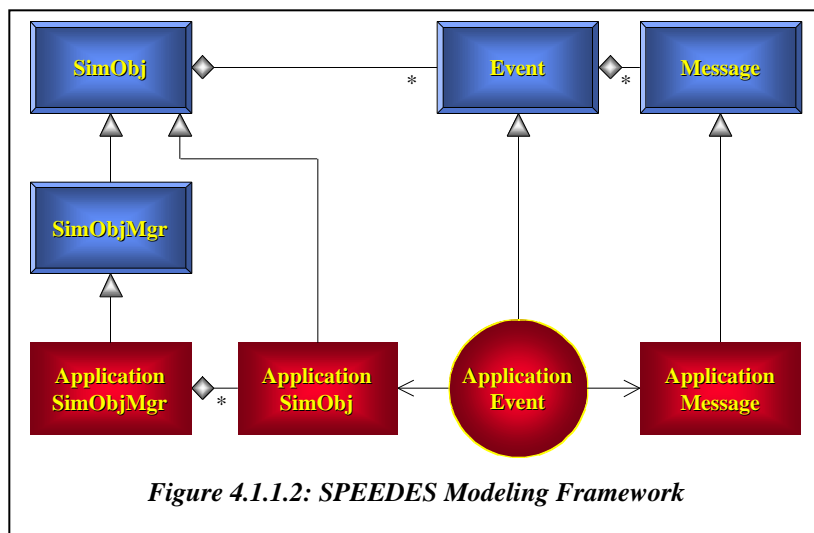 SimObj
Event
Message
*
*
SimObjMgr
Application
SimObjMgr
*
Application
SimObj
Application
Event
Application
Message
Figure 4.1.1.2: SPEEDES Modeling Framework